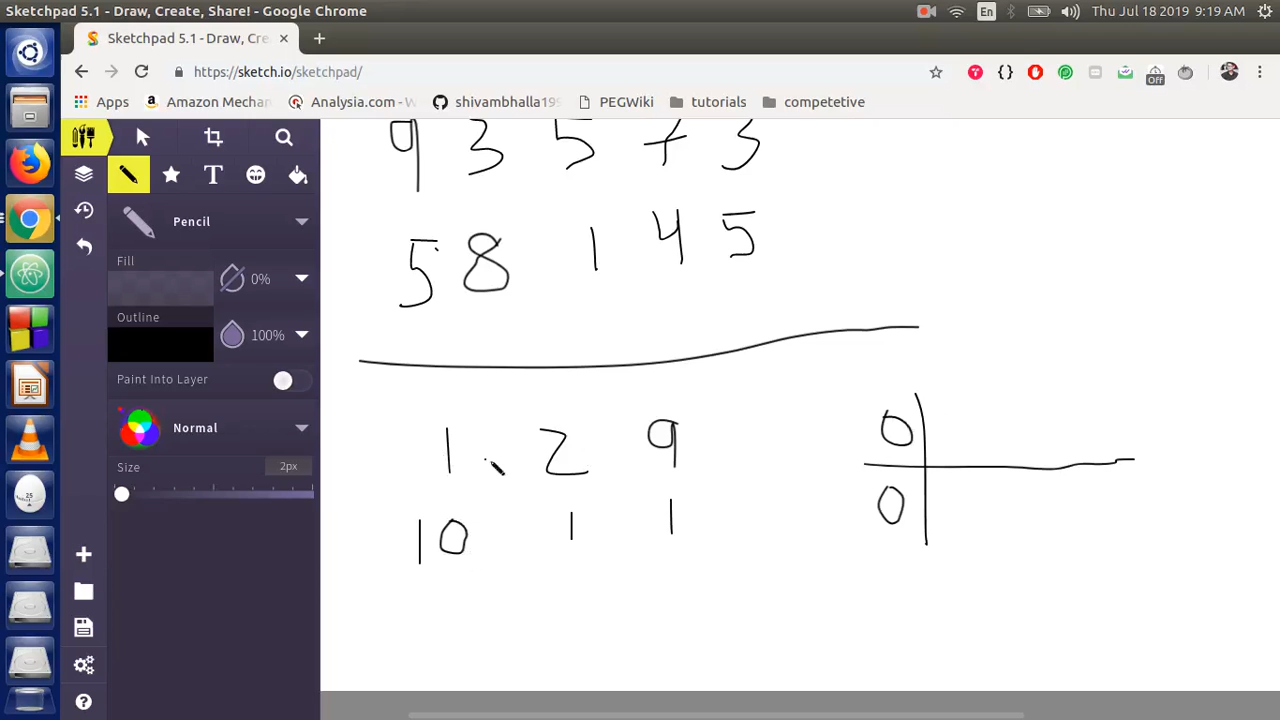 Sketchpad 5.1 - Draw, Create, Share! - Google Chrome
En
Thu Jul 18 2019 9:19 AM
Sketchpad 5.1 - Draw, Cre
https://sketch.io/sketchpad/
Off
Apps
Amazon Mechan
Analysia.com - W
shivambhalla199
PEGWiki
tutorials
competetive
Pencil
Fill
0%
Outline
100%
Paint Into Layer
Normal
Size
2px
25
9 3 5 7 3
5 8 1 4 5
1 . 2 9
10 1 1
0
0